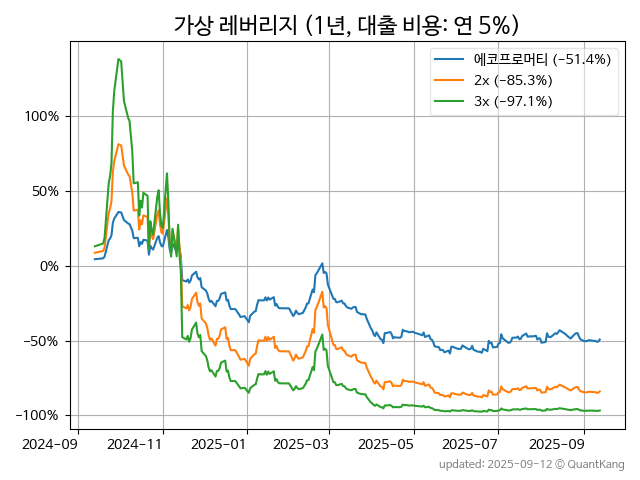 가상 레버리지 (1년, 대출 비용: 연 5%)
에코프로머티 (−51.4%)
2x (−85.3%)
3x (−97.1%)
100%
50%
0%
−50%
−100%
2024−09 2024−11 2025−01 2025−03 2025−05 2025−07 2025−09
updated: 2025-09-12 © QuantKang